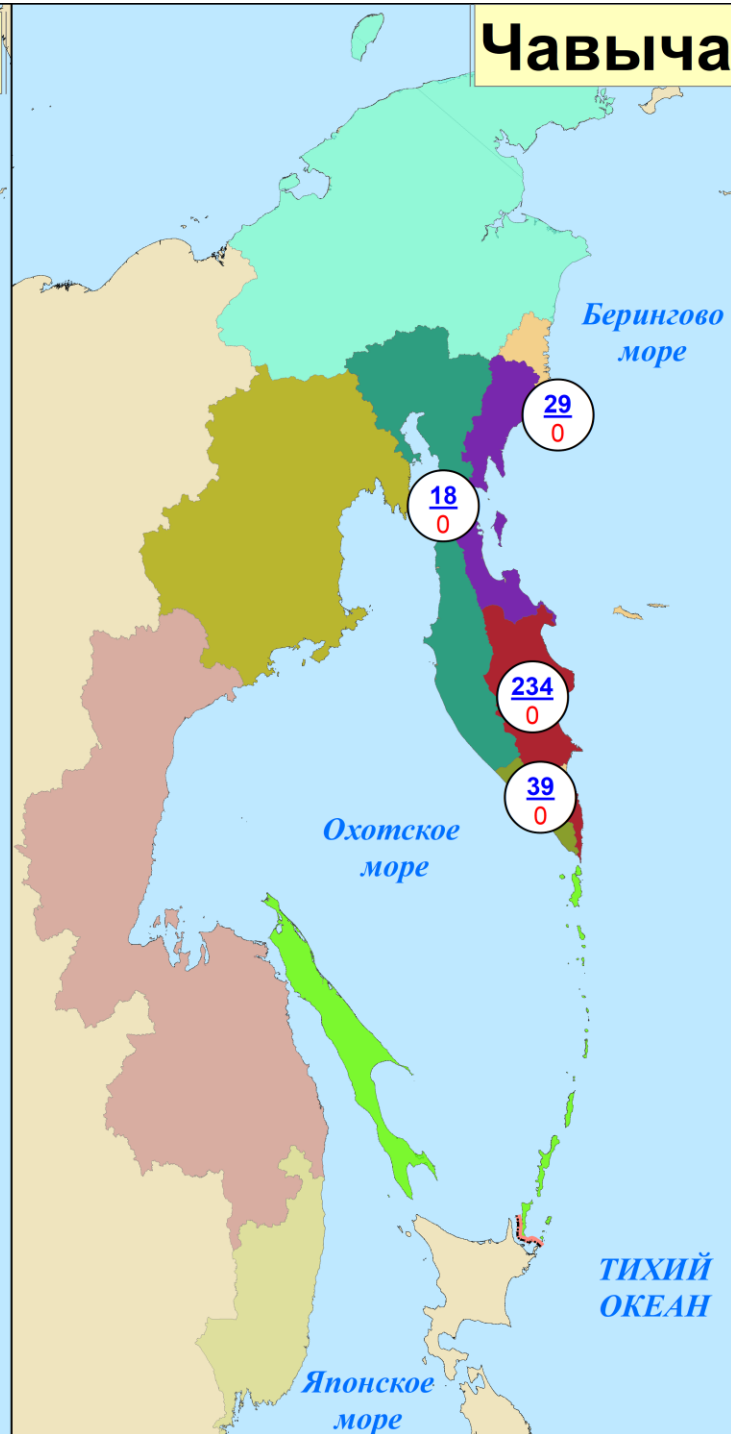 Чавыча
Берингово
море
29
0
18
0
234
0
39
0
Охотское
море
ТИХИЙ
ОКЕАН
Японское
море